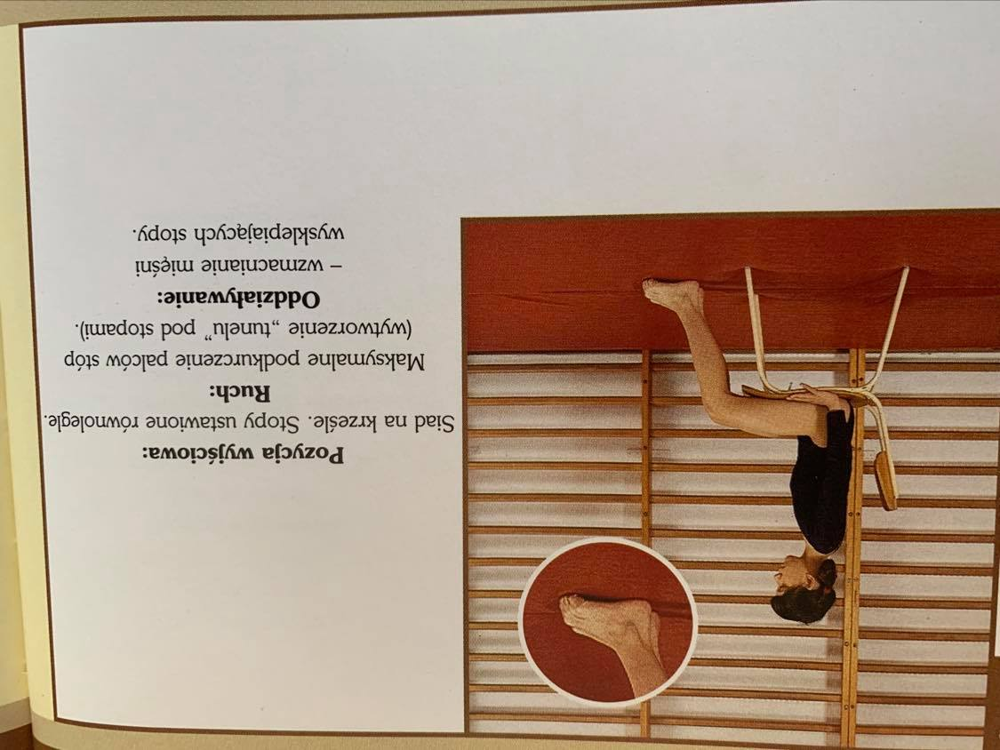 Pozycja wyjściowa:
Siad na krześle. Stopy ustawione równolegle.
Ruch:
Maksymalne podkurczenie palców stóp
(wytworzenie „tunelu” pod stopami).
Oddziaływanie:
– wzmacnianie mięśni
wysklepiających stopy.